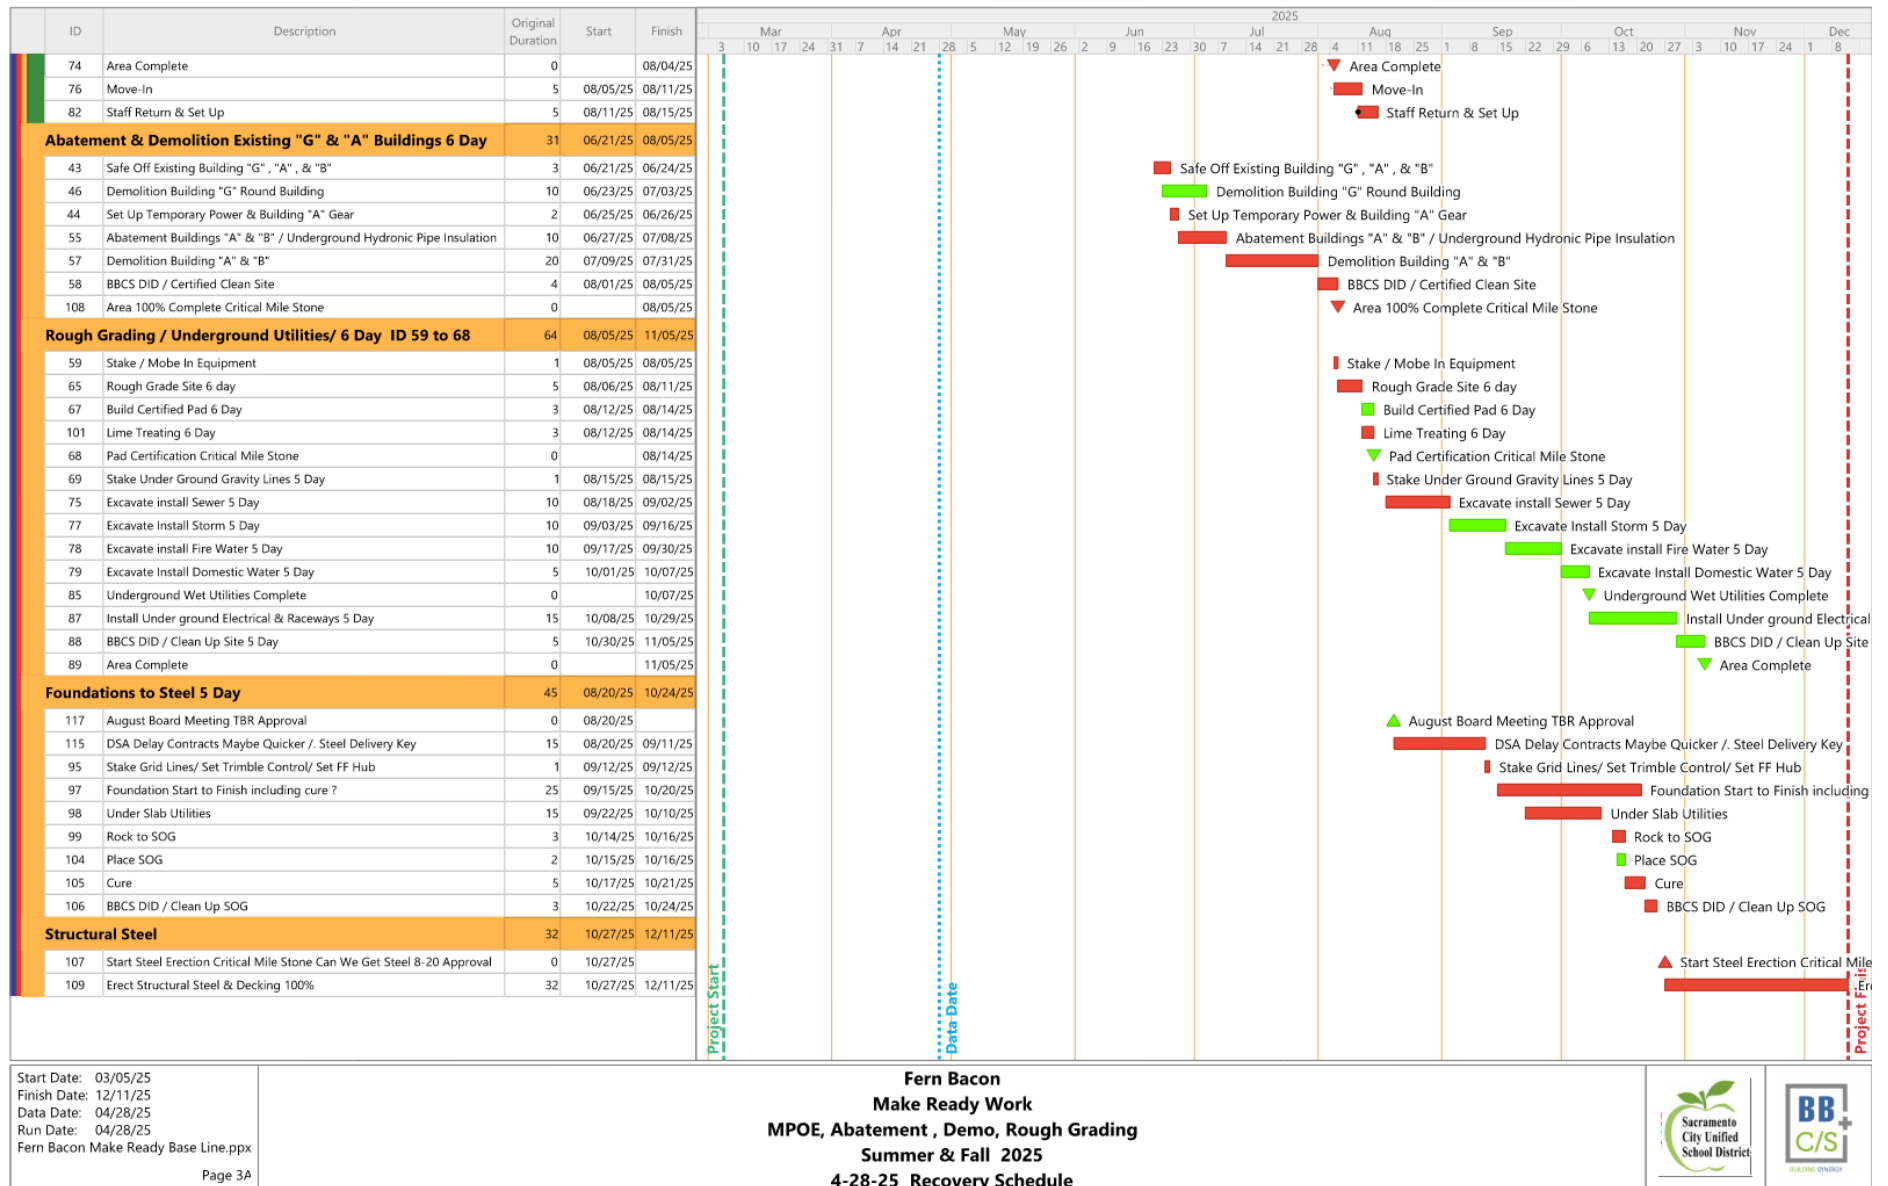 2025
ID Description Original Duration Start Finish
Mar Apr May Jun Jul Aug Sep Oct Nov Dec
3 10 17 24 31 7 14 21 28 5 12 19 26 2 9 16 23 30 7 14 21 28 4 11 18 25 1 8 15 22 29 6 13 20 27 3 10 17 24 1 8
74 Area Complete 0 08/04/25 Area Complete
76 Move-In 5 08/05/25 08/11/25 Move-In
82 Staff Return & Set Up 5 08/11/25 08/15/25 Staff Return & Set Up
Abatement & Demolition Existing "G" & "A" Buildings 6 Day 31 06/21/25 08/05/25
43 Safe Off Existing Building "G" , "A" , & "B" 3 06/21/25 06/24/25 Safe Off Existing Building "G" , "A" , & "B"
46 Demolition Building "G" Round Building 10 06/23/25 07/03/25 Demolition Building "G" Round Building
44 Set Up Temporary Power & Building "A" Gear 2 06/25/25 06/26/25 Set Up Temporary Power & Building "A" Gear
55 Abatement Buildings "A" & "B" / Underground Hydronic Pipe Insulation 10 06/27/25 07/08/25 Abatement Buildings "A" & "B" / Underground Hydronic Pipe Insulation
57 Demolition Building "A" & "B" 20 07/09/25 07/31/25 Demolition Building "A" & "B"
58 BBCS DID / Certified Clean Site 4 08/01/25 08/05/25 BBCS DID / Certified Clean Site
108 Area 100% Complete Critical Mile Stone 0 08/05/25 Area 100% Complete Critical Mile Stone
Rough Grading / Underground Utilities/ 6 Day ID 59 to 68 64 08/05/25 11/05/25
59 Stake / Mobe In Equipment 1 08/05/25 08/05/25 Stake / Mobe In Equipment
65 Rough Grade Site 6 day 5 08/06/25 08/11/25 Rough Grade Site 6 day
67 Build Certified Pad 6 Day 3 08/12/25 08/14/25 Build Certified Pad 6 Day
101 Lime Treating 6 Day 3 08/12/25 08/14/25 Lime Treating 6 Day
68 Pad Certification Critical Mile Stone 0 08/14/25 Pad Certification Critical Mile Stone
69 Stake Under Ground Gravity Lines 5 Day 1 08/15/25 08/15/25 Stake Under Ground Gravity Lines 5 Day
75 Excavate install Sewer 5 Day 10 08/18/25 09/02/25 Excavate install Sewer 5 Day
77 Excavate Install Storm 5 Day 10 09/03/25 09/16/25 Excavate Install Storm 5 Day
78 Excavate install Fire Water 5 Day 10 09/17/25 09/30/25 Excavate install Fire Water 5 Day
79 Excavate Install Domestic Water 5 Day 5 10/01/25 10/07/25 Excavate Install Domestic Water 5 Day
85 Underground Wet Utilities Complete 0 10/07/25 Underground Wet Utilities Complete
87 Install Under ground Electrical & Raceways 5 Day 15 10/08/25 10/29/25 Install Under ground Electrical
88 BBCS DID / Clean Up Site 5 Day 5 10/30/25 11/05/25 BBCS DID / Clean Up Site
89 Area Complete 0 11/05/25 Area Complete
Foundations to Steel 5 Day 45 08/20/25 10/24/25
117 August Board Meeting TBR Approval 0 08/20/25 August Board Meeting TBR Approval
115 DSA Delay Contracts Maybe Quicker /. Steel Delivery Key 15 08/20/25 09/11/25 DSA Delay Contracts Maybe Quicker /. Steel Delivery Key
95 Stake Grid Lines/ Set Trimble Control/ Set FF Hub 1 09/12/25 09/12/25 Stake Grid Lines/ Set Trimble Control/ Set FF Hub
97 Foundation Start to Finish including cure ? 25 09/15/25 10/20/25 Foundation Start to Finish including
98 Under Slab Utilities 15 09/22/25 10/10/25 Under Slab Utilities
99 Rock to SOG 3 10/14/25 10/16/25 Rock to SOG
104 Place SOG 2 10/15/25 10/16/25 Place SOG
105 Cure 5 10/17/25 10/21/25 Cure
106 BBCS DID / Clean Up SOG 3 10/22/25 10/24/25 BBCS DID / Clean Up SOG
Structural Steel 32 10/27/25 12/11/25
107 Start Steel Erection Critical Mile Stone Can We Get Steel 8-20 Approval 0 10/27/25 Start Steel Erection Critical Mile
109 Erect Structural Steel & Decking 100% 32 10/27/25 12/11/25
Project Start
Data Date
Project Finis
Start Date: 03/05/25
Finish Date: 12/11/25
Data Date: 04/28/25
Run Date: 04/28/25
Fern Bacon Make Ready Base Line.ppx
Page 3A
Fern Bacon
Make Ready Work
MPOE, Abatement , Demo, Rough Grading
Summer & Fall 2025
4-28-25 Recovery Schedule
Sacramento
City Unified
School District
BB+
C/S
BUILDING SYNERGY